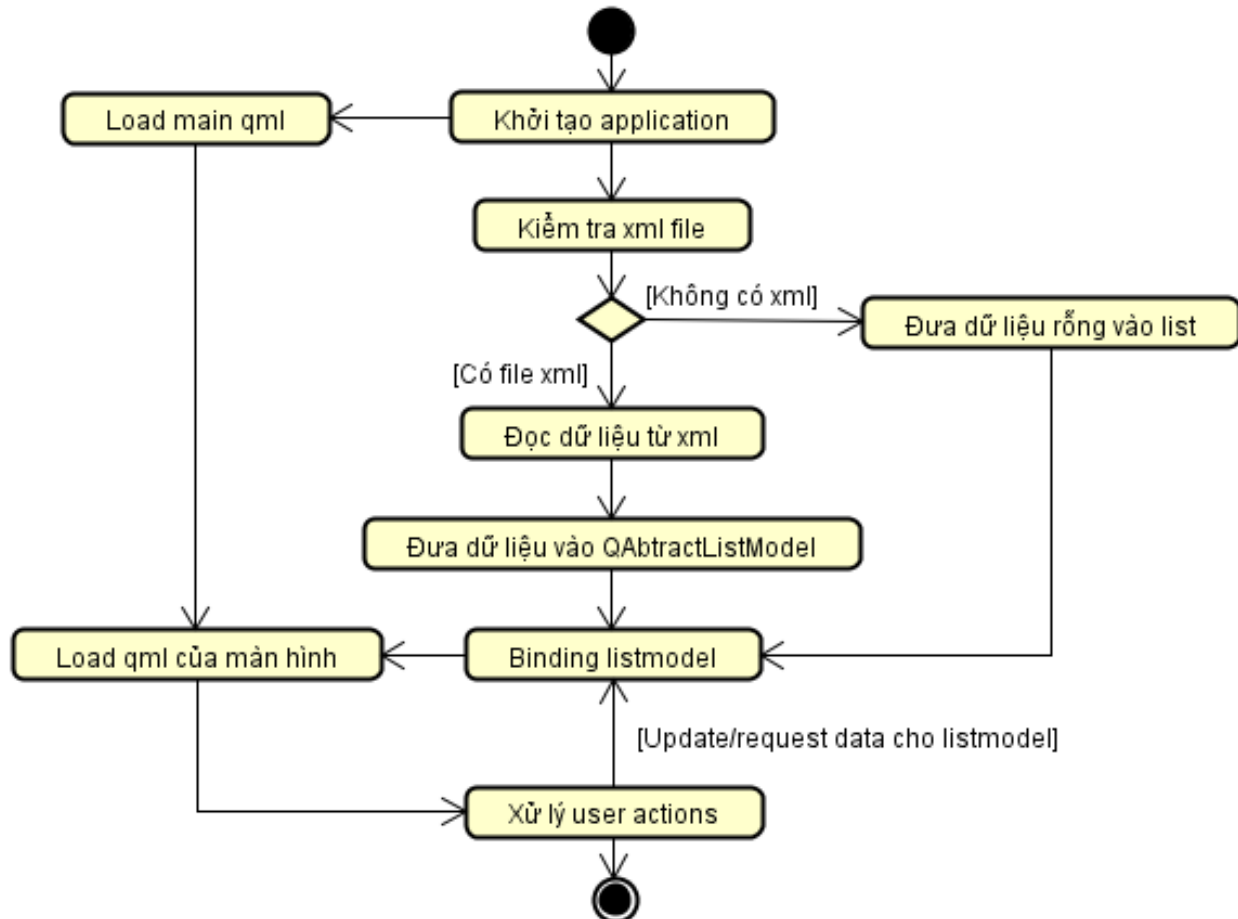 Load main qml
Khởi tạo application
Kiểm tra xml file
[Không có xml]
Đưa dữ liệu rỗng vào list
[Có file xml]
Đọc dữ liệu từ xml
Đưa dữ liệu vào QAbtractListModel
Load qml của màn hình
Binding listmodel
[Update/request data cho listmodel]
Xử lý user actions